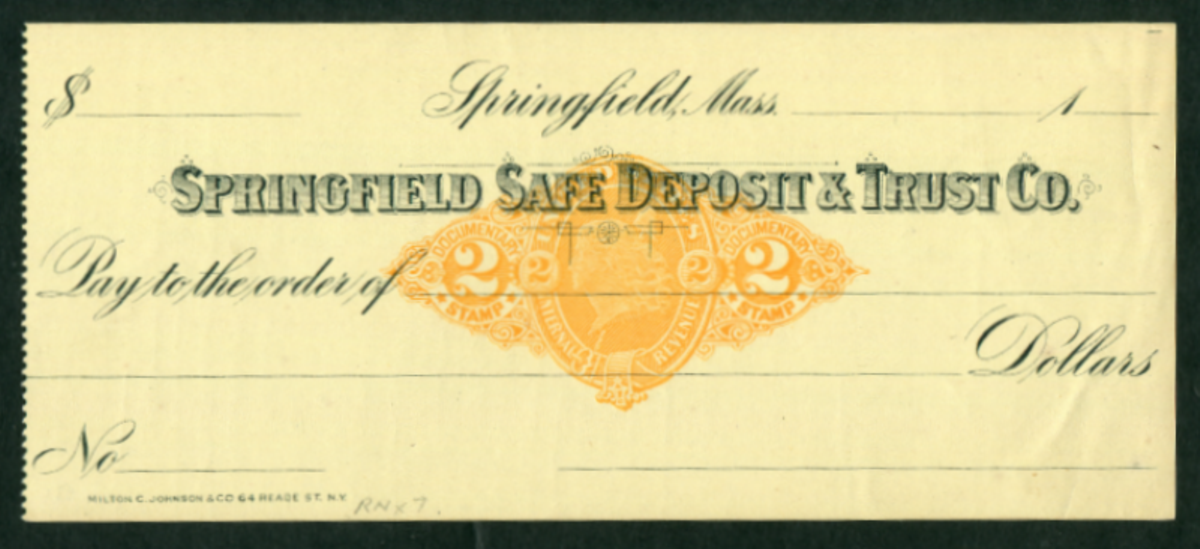 $ Springfield, Mass. 1
SPRINGFIELD SAFE DEPOSIT & TRUST CO.
Pay to the order of
DOCUMENTARY 2 STAMP
2 2
DOCUMENTARY 2 STAMP
INTERNAL REVENUE
Dollars
No
MILTON C. JOHNSON & CO 64 READE ST. N.Y.
RNX7.